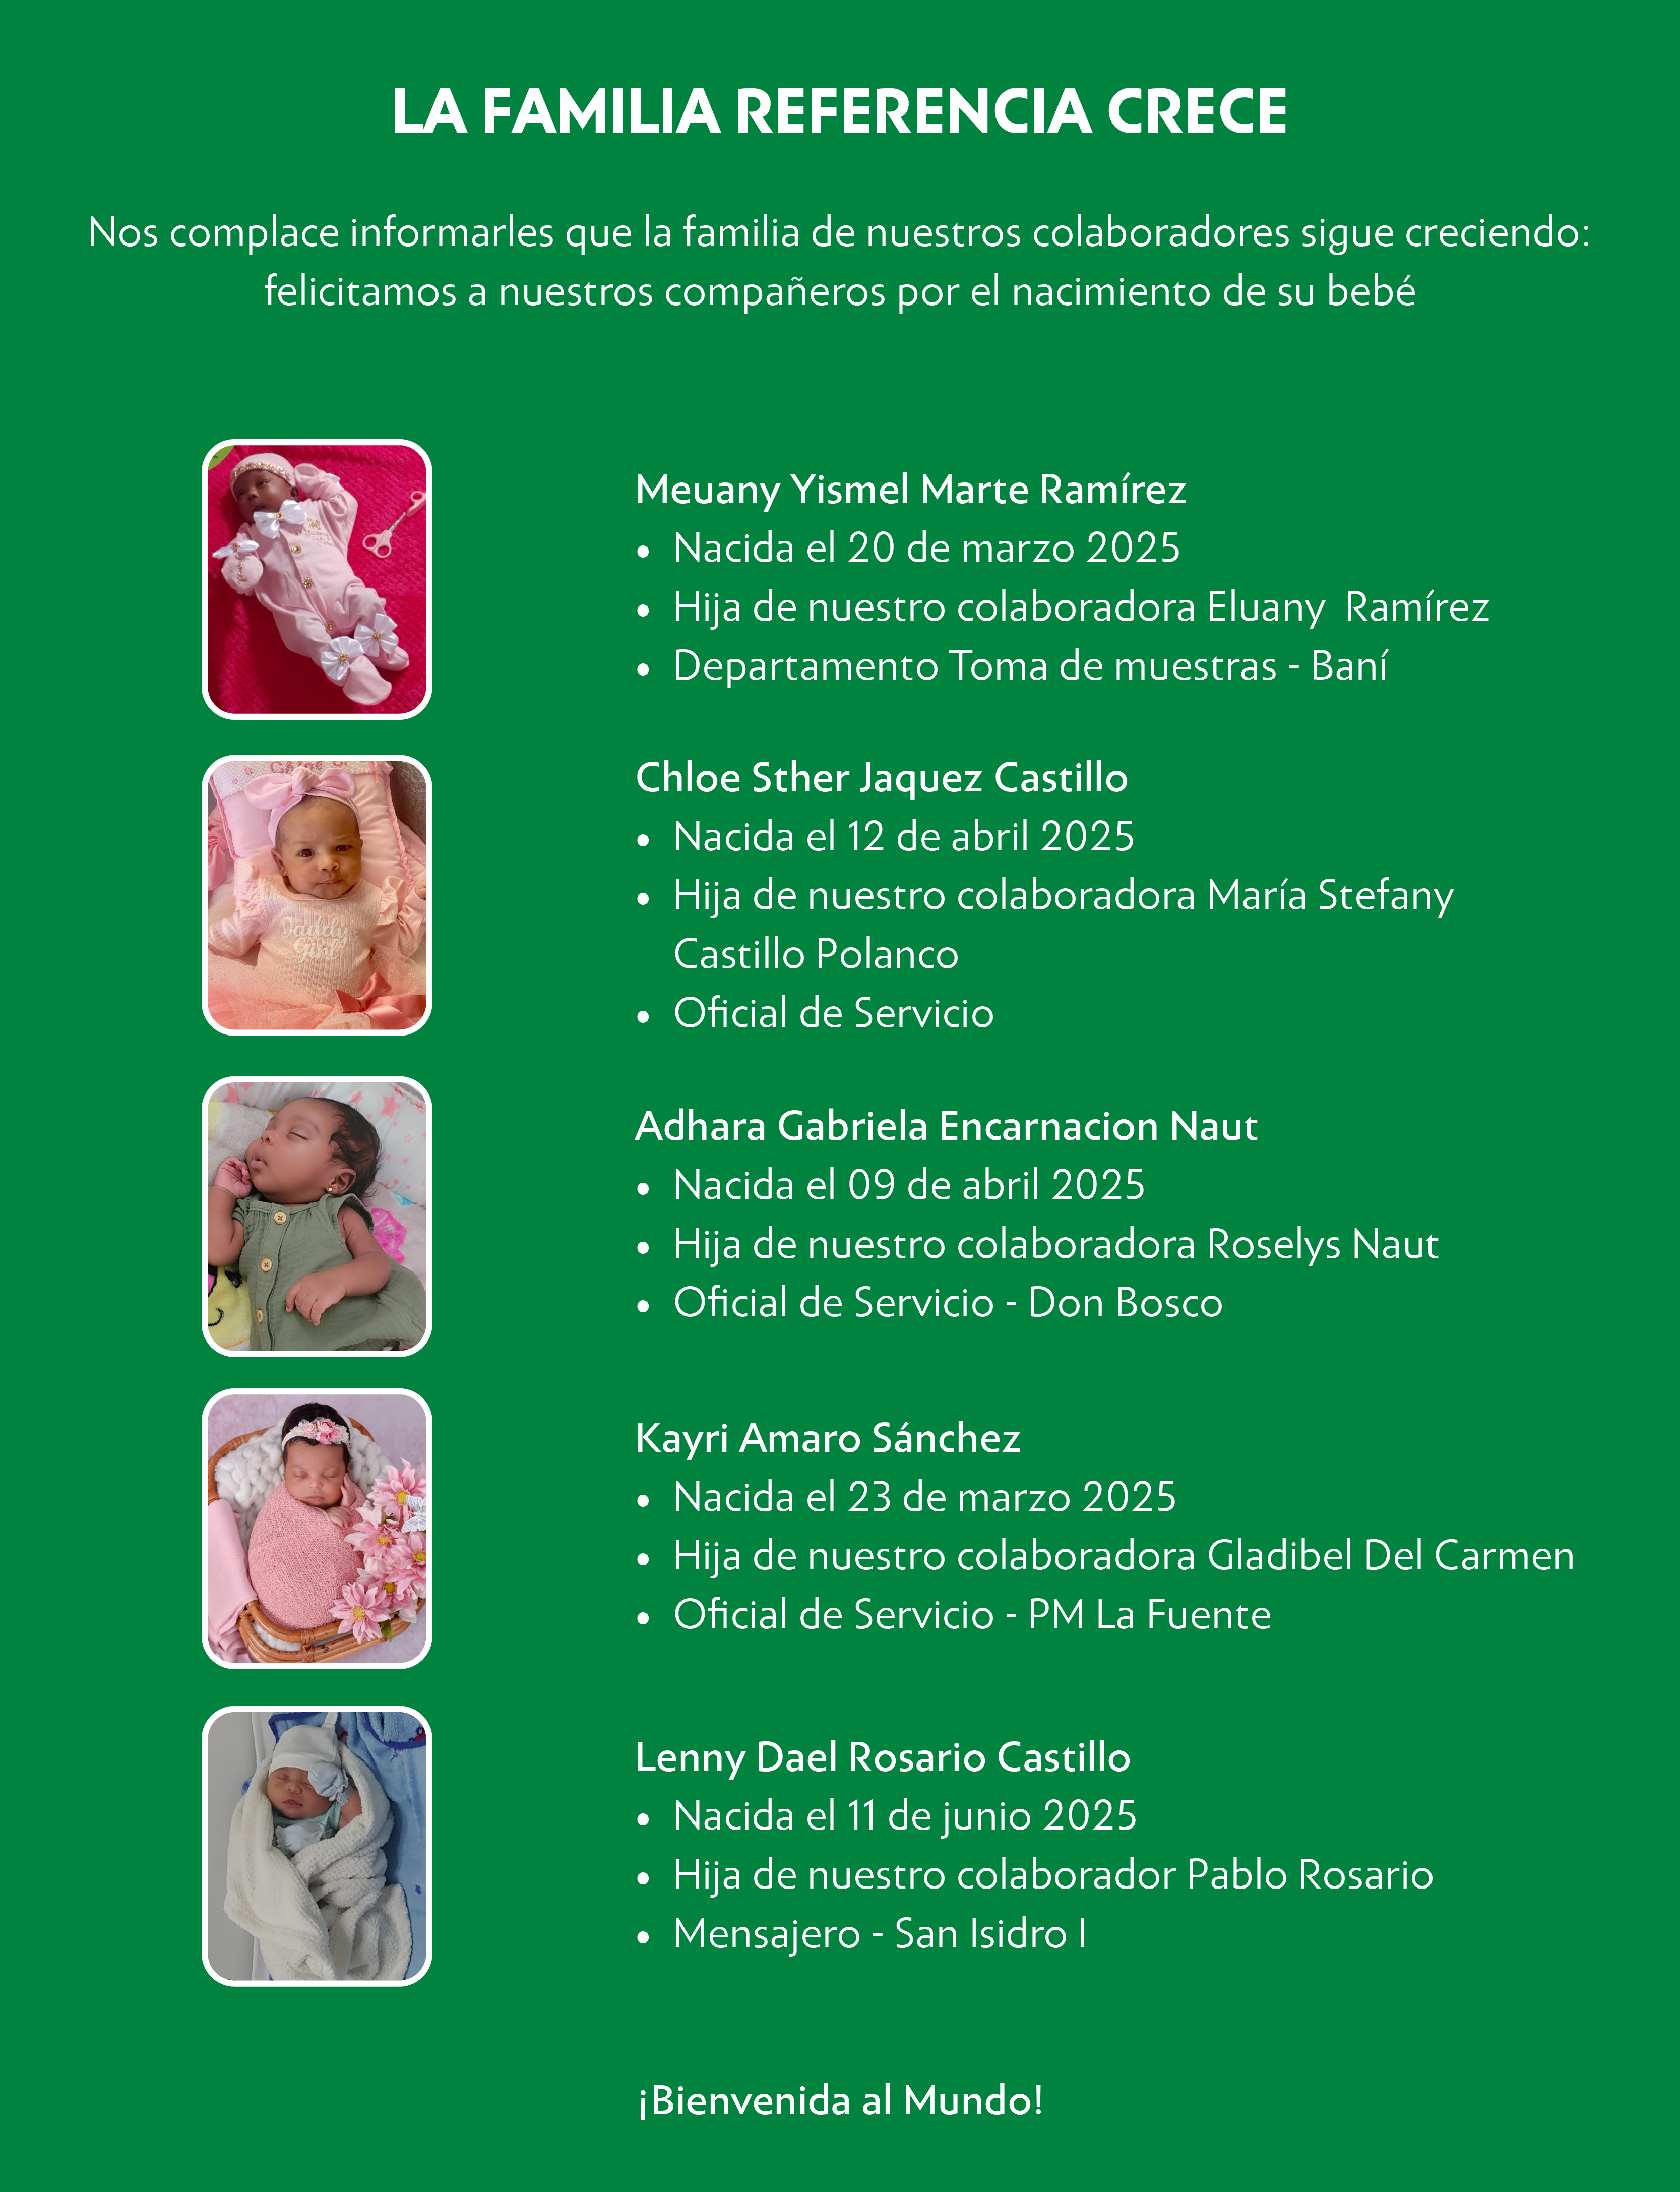 LA FAMILIA REFERENCIA CRECE
Nos complace informarles que la familia de nuestros colaboradores sigue creciendo:
felicitamos a nuestros compañeros por el nacimiento de su bebé
Meuany Yismel Marte Ramírez
• Nacida el 20 de marzo 2025
• Hija de nuestro colaboradora Eluany  Ramírez
• Departamento Toma de muestras - Baní
Chloe
Daddy
Girl
Chloe Sther Jaquez Castillo
• Nacida el 12 de abril 2025
• Hija de nuestro colaboradora María Stefany
Castillo Polanco
• Oficial de Servicio
Adhara Gabriela Encarnacion Naut
• Nacida el 09 de abril 2025
• Hija de nuestro colaboradora Roselys Naut
• Oficial de Servicio - Don Bosco
Kayri Amaro Sánchez
• Nacida el 23 de marzo 2025
• Hija de nuestro colaboradora Gladibel Del Carmen
• Oficial de Servicio - PM La Fuente
Lenny Dael Rosario Castillo
• Nacida el 11 de junio 2025
• Hija de nuestro colaborador Pablo Rosario
• Mensajero - San Isidro I
¡Bienvenida al Mundo!